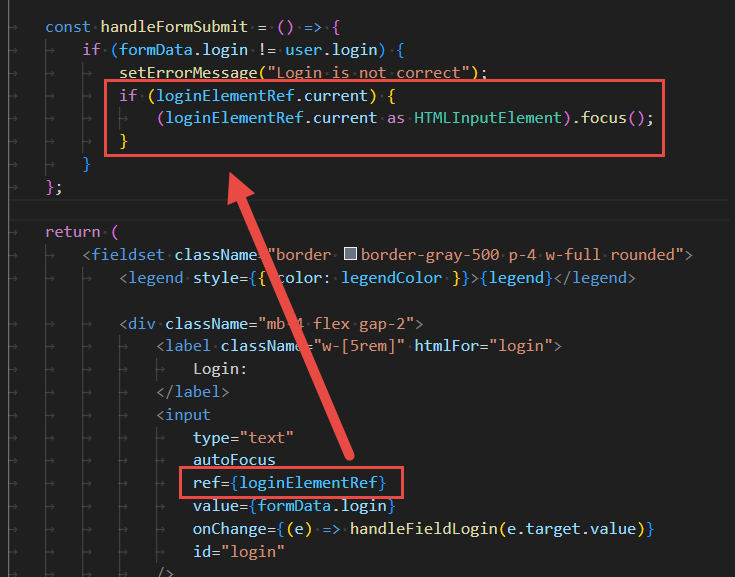 const handleFormSubmit = () => {
if (formData.login != user.login) {
setErrorMessage("Login is not correct");
if (loginElementRef.current) {
(loginElementRef.current as HTMLInputElement).focus();
}
}
};
return (
<fieldset className="border border-gray-500 p-4 w-full rounded">
<legend style={{ color: legendColor }}>{legend}</legend>
<div className="mb-4 flex gap-2">
<label className="w-[5rem]" htmlFor="login">
Login:
</label>
<input
type="text"
autoFocus
ref={loginElementRef}
value={formData.login}
onChange={(e) => handleFieldLogin(e.target.value)}
id="login"
/>